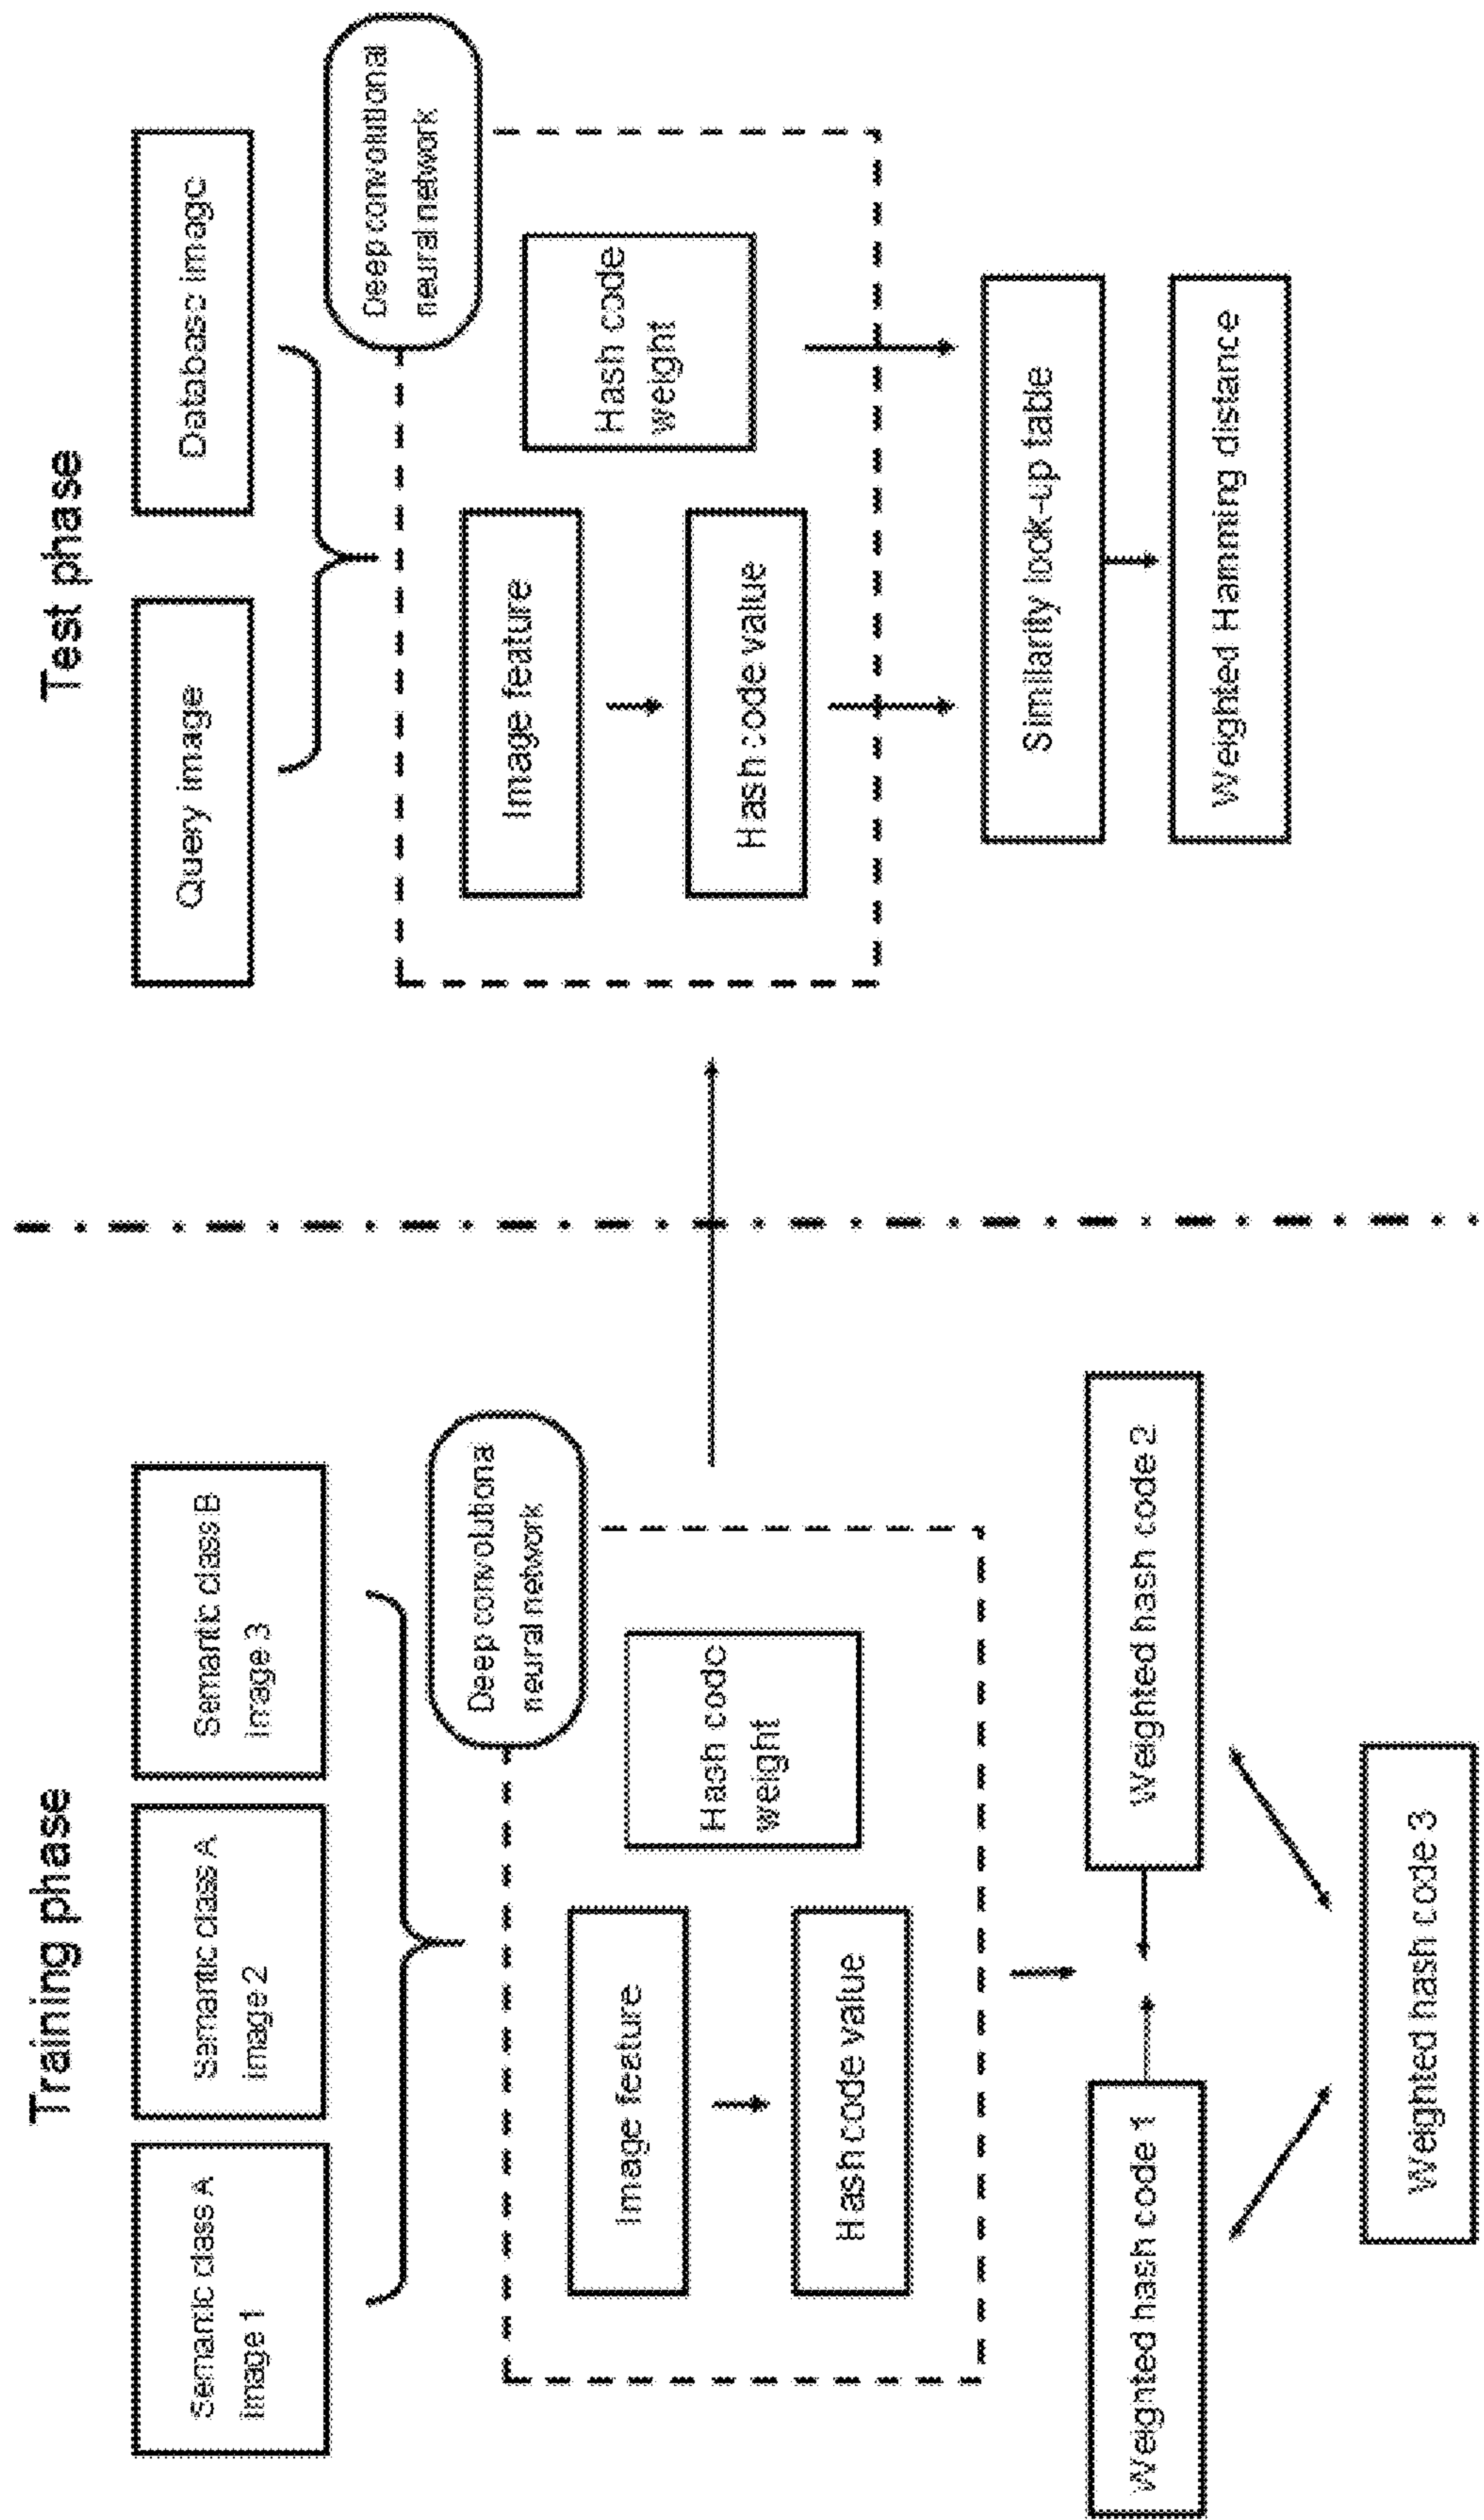 Training phase
Semantic class A
image 1
Semantic class A
image 2
Semantic class B
image 3
Deep convolutiona
neural network
Image feature
Hash code value
Hash code
weight
Weighted hash code 1
Weighted hash code 2
Weighted hash code 3
Test phase
Query image
Database image
Deep convolutional
neural network
Image feature
Hash code value
Hash code
weight
Similarity look-up table
Weighted Hamming distance